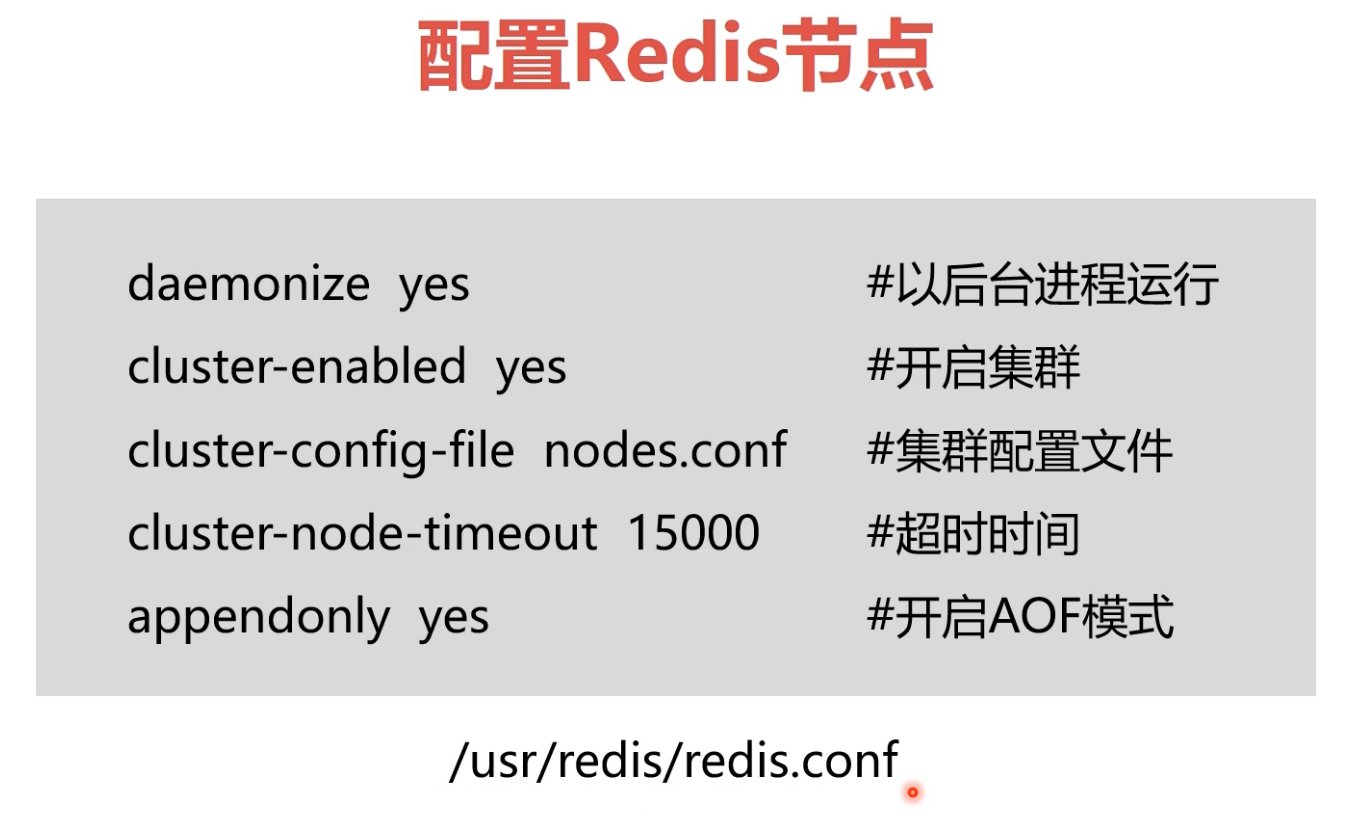 配置Redis节点
daemonize yes #以后台进程运行
cluster-enabled yes #开启集群
cluster-config-file nodes.conf #集群配置文件
cluster-node-timeout 15000 #超时时间
appendonly yes #开启AOF模式
/usr/redis/redis.conf